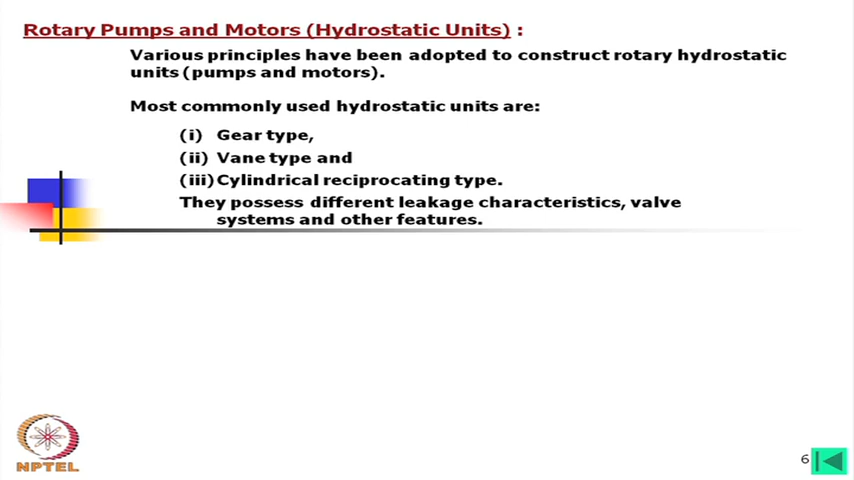 Rotary Pumps and Motors (Hydrostatic Units) :
Various principles have been adopted to construct rotary hydrostatic
units (pumps and motors).
Most commonly used hydrostatic units are:
(i) Gear type,
(ii) Vane type and
(iii) Cylindrical reciprocating type.
They possess different leakage characteristics, valve
systems and other features.
NPTEL
6